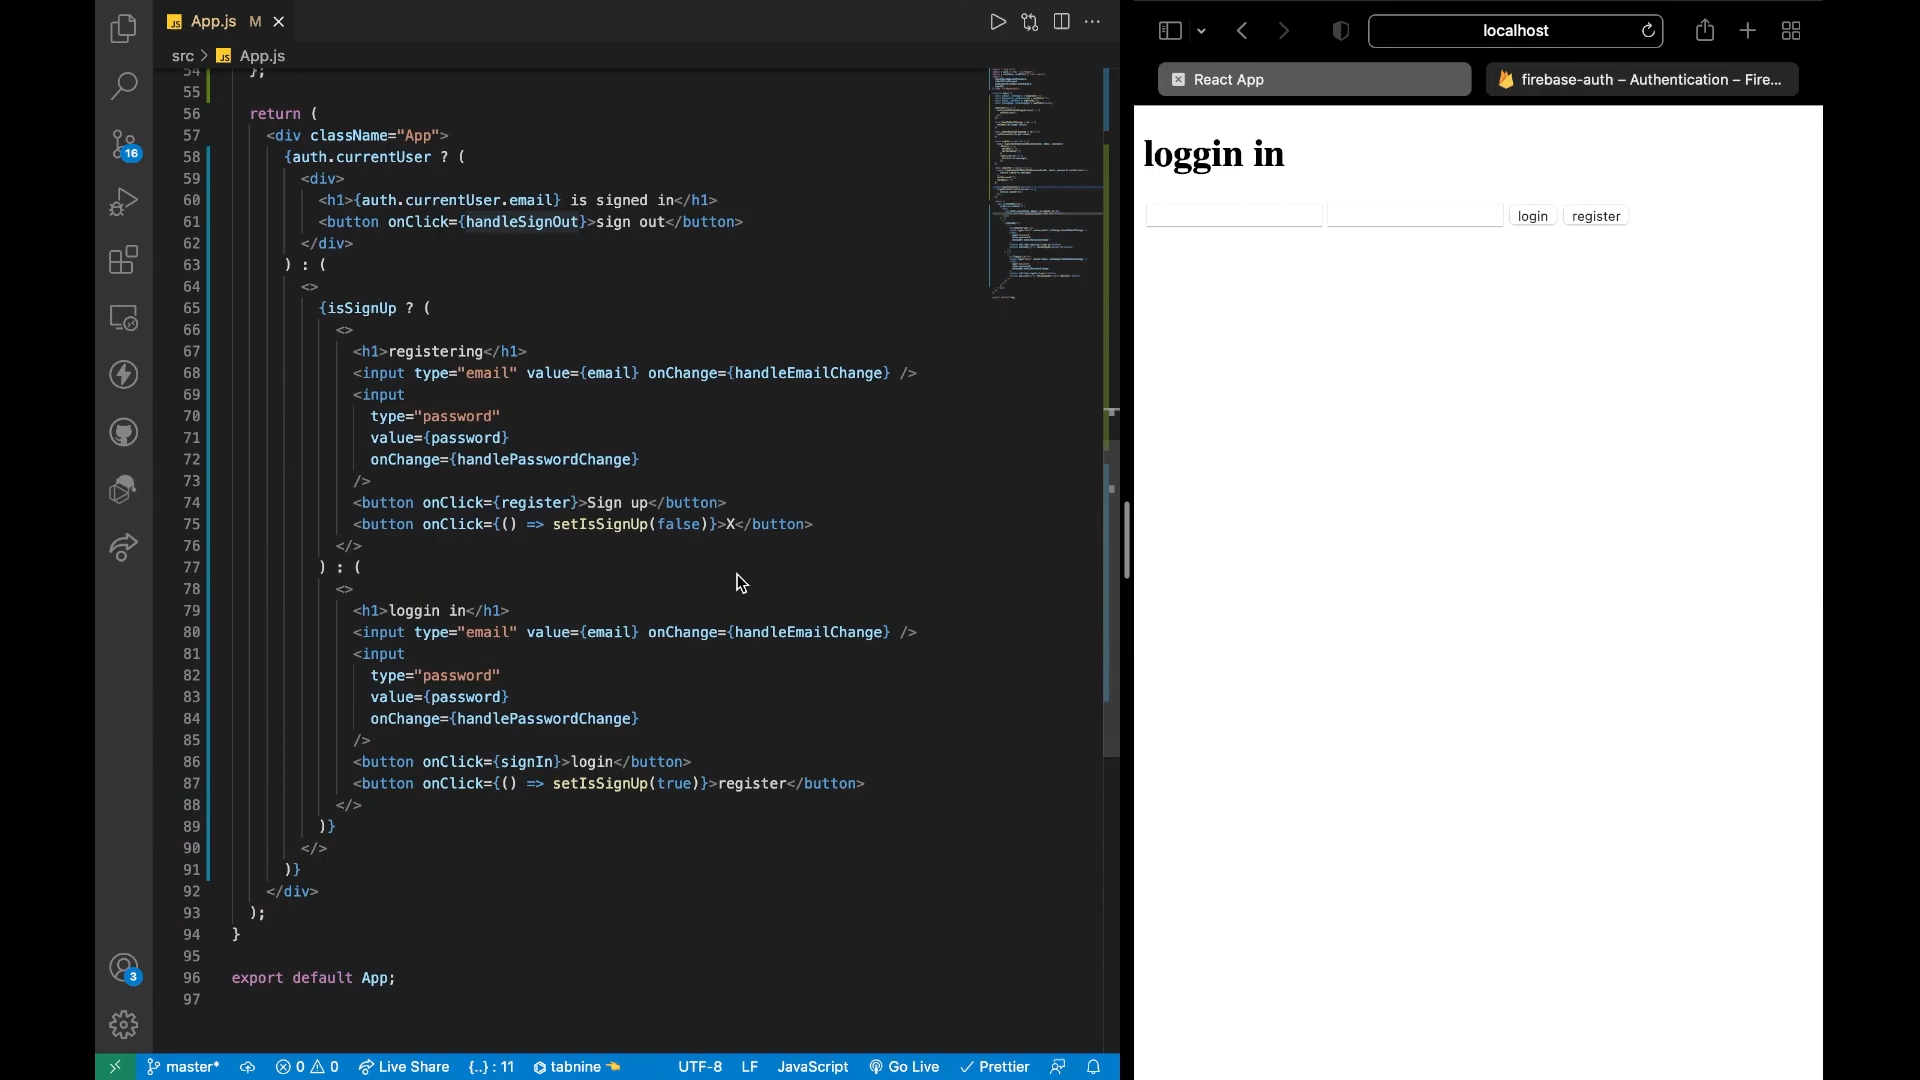 JS App.js M
src > JS App.js
54 };
55
56 return (
57 <div className="App">
58 {auth.currentUser ? (
59 <div>
60 <h1>{auth.currentUser.email} is signed in</h1>
61 <button onClick={handleSignOut}>sign out</button>
62 </div>
63 ) : (
64 <>
65 {isSignUp ? (
66 <>
67 <h1>registering</h1>
68 <input type="email" value={email} onChange={handleEmailChange} />
69 <input
70 type="password"
71 value={password}
72 onChange={handlePasswordChange}
73 />
74 <button onClick={register}>Sign up</button>
75 <button onClick={() => setIsSignUp(false)}>X</button>
76 </>
77 ) : (
78 <>
79 <h1>loggin in</h1>
80 <input type="email" value={email} onChange={handleEmailChange} />
81 <input
82 type="password"
83 value={password}
84 onChange={handlePasswordChange}
85 />
86 <button onClick={signIn}>login</button>
87 <button onClick={() => setIsSignUp(true)}>register</button>
88 </>
89 )}
90 </>
91 )}
92 </div>
93 );
94 }
95
96 export default App;
97
16
3
master* 0 0 Live Share {..} : 11 tabnine UTF-8 LF JavaScript Go Live Prettier
localhost
React App
firebase-auth – Authentication – Fire...
loggin in
login register